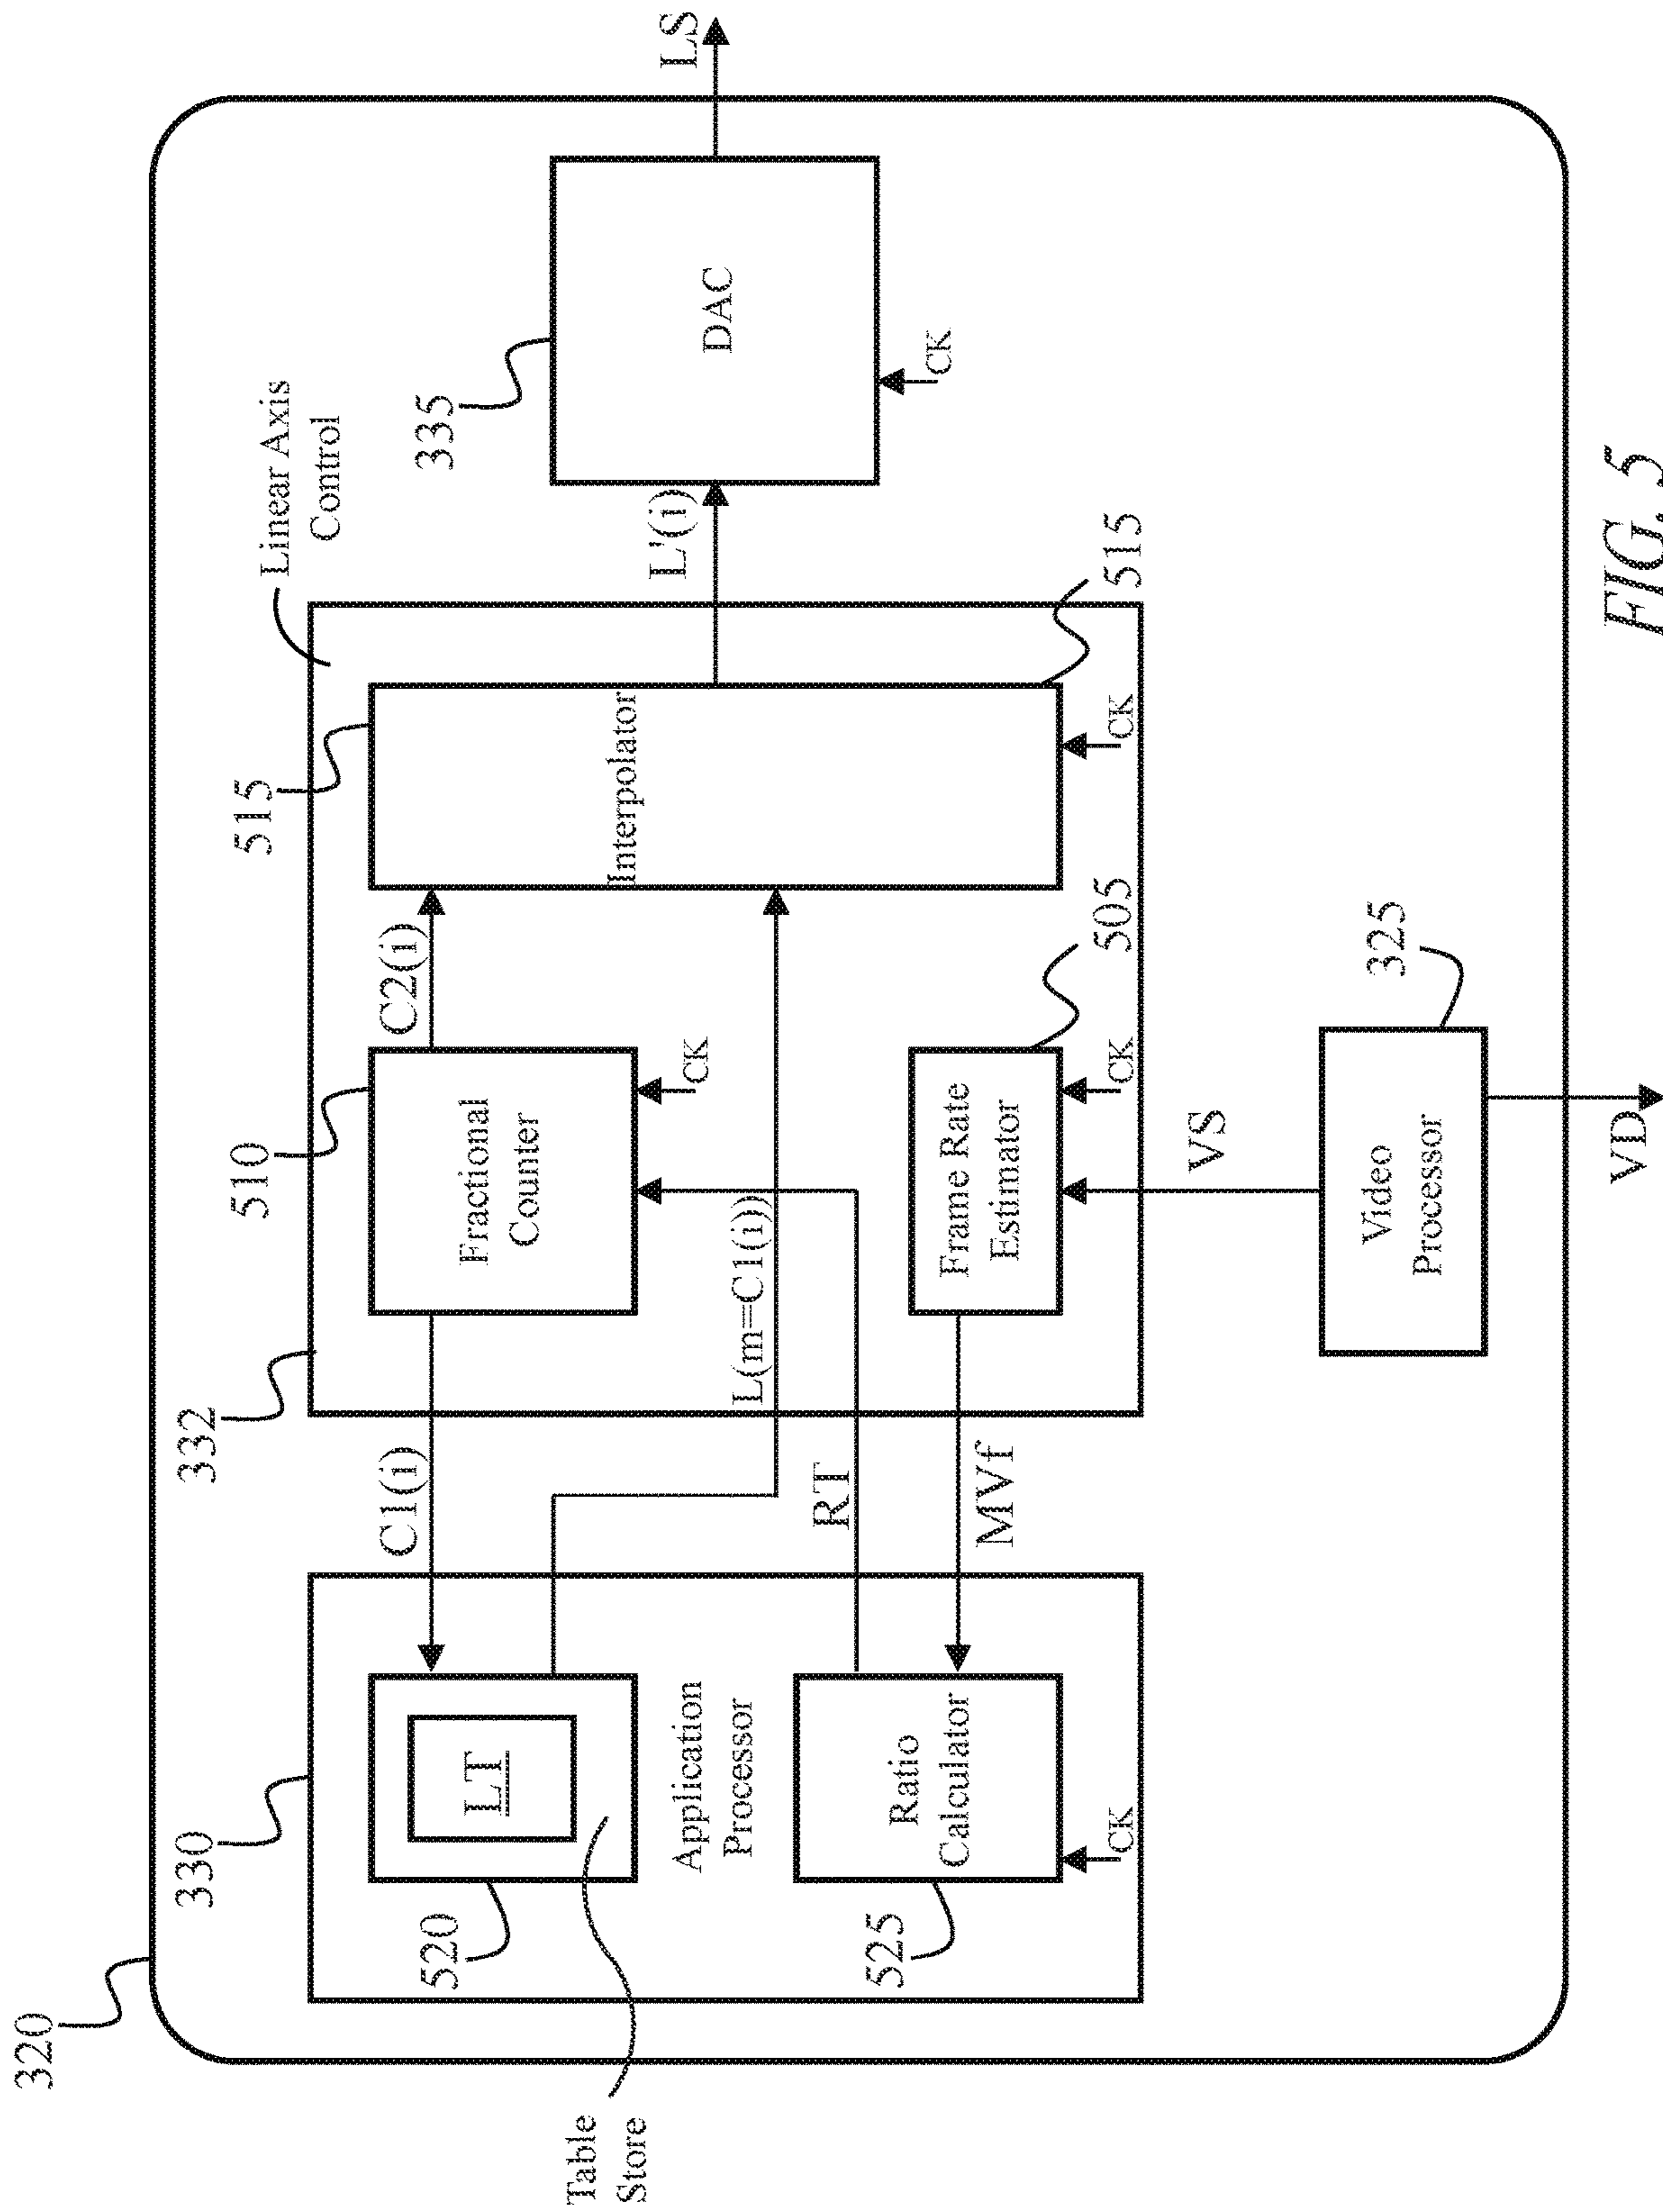 320
330
332
510
515
Linear Axis
Control
335
LS
C1(i)
C2(i)
L'(i)
520
LT
Fractional
Counter
Interpolator
DAC
Table
Store
Application
Processor
CK
CK
L(m=C1(i))
RT
525
Ratio
Calculator
MVf
Frame Rate
Estimator
505
515
CK
CK
CK
VS
Video
Processor
325
VD
FIG. 5